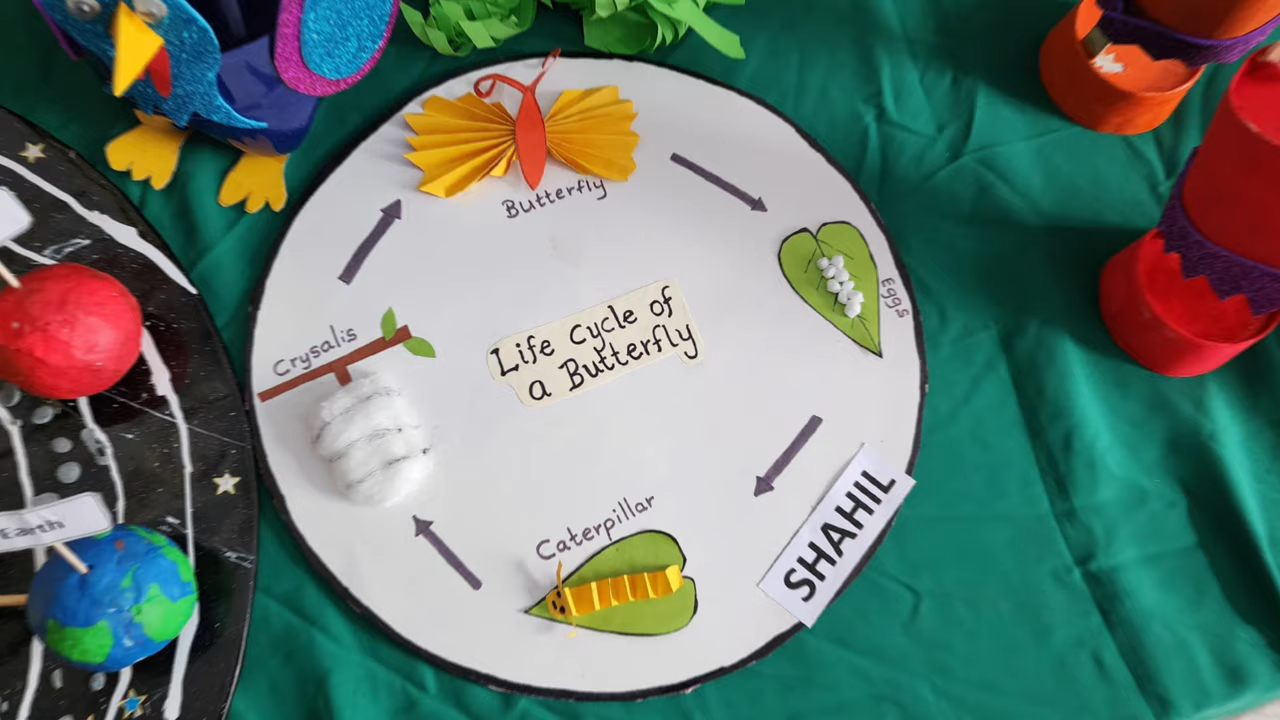 Butterfly
Eggs
Life Cycle of
a Butterfly
Crysalis
Caterpillar
SHAHIL
Earth